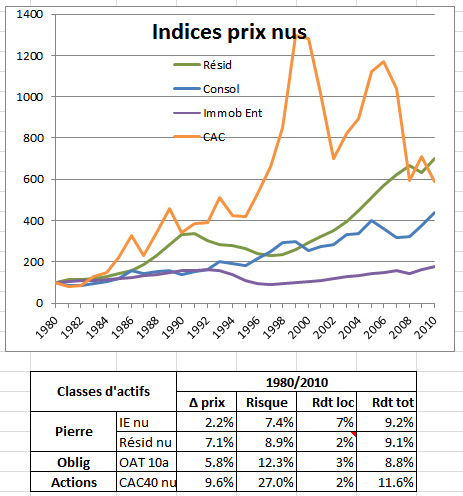 Indices prix nus
1400
1200
1000
800
600
400
200
0
Résid
Consol
Immob Ent
CAC
1980 1982 1984 1986 1988 1990 1992 1994 1996 1998 2000 2002 2004 2006 2008 2010
Classes d'actifs 1980/2010
Δ prix Risque Rdt loc Rdt tot
Pierre IE nu 2.2% 7.4% 7% 9.2%
Résid nu 7.1% 8.9% 2% 9.1%
Oblig OAT 10a 5.8% 12.3% 3% 8.8%
Actions CAC40 nu 9.6% 27.0% 2% 11.6%